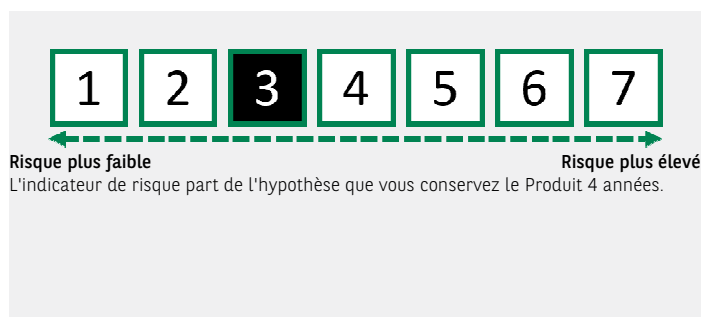 1 2 3 4 5 6 7
Risque plus faible Risque plus élevé
L'indicateur de risque part de l'hypothèse que vous conservez le Produit 4 années.